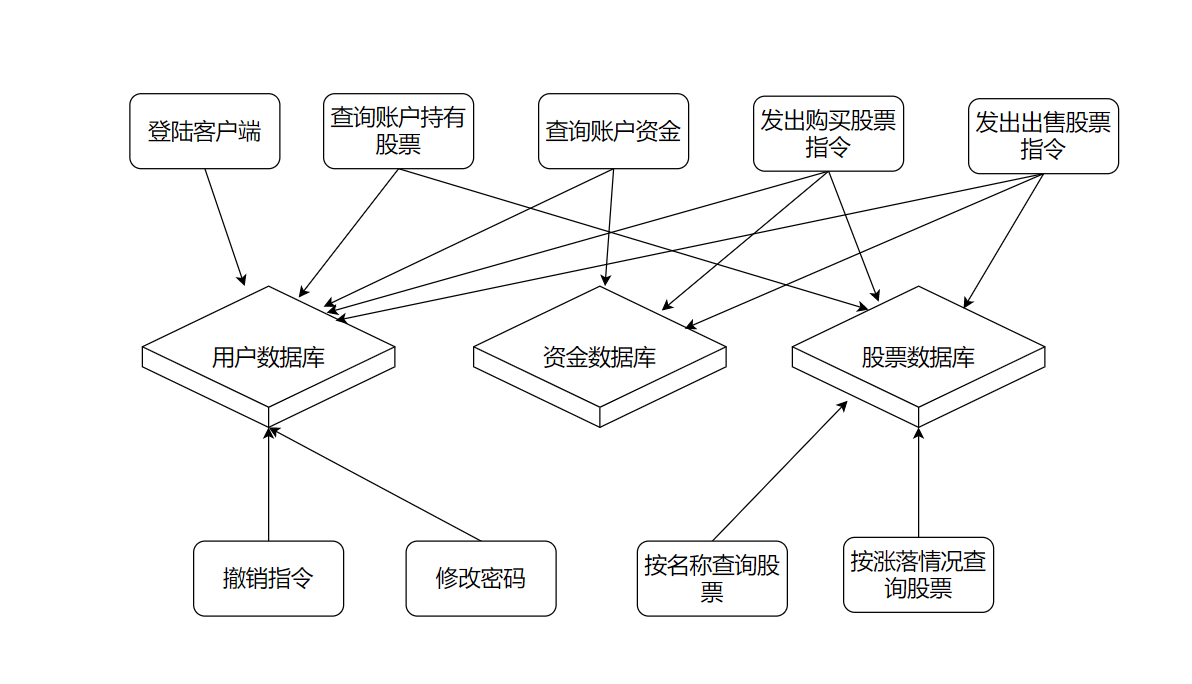 登陆客户端
查询账户持有
股票
查询账户资金
发出购买股票
指令
发出出售股票
指令
用户数据库
资金数据库
股票数据库
撤销指令
修改密码
按名称查询股
票
按涨落情况查
询股票